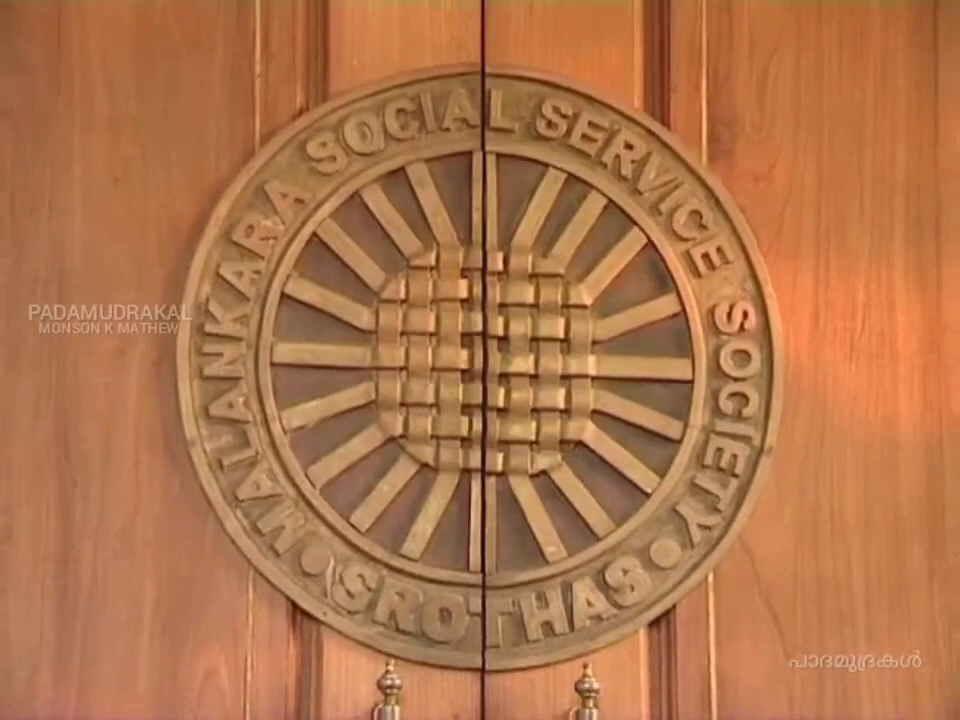 MALANKARA SOCIAL SERVICE SOCIETY
• SROTHAS •
PADAMUDRAKAL
MONSON K MATHEW
പാദമുദ്രകൾ